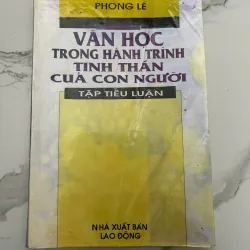 PHONG LÊ
VĂN HỌC
TRONG HÀNH TRÌNH
TINH THẦN
CỦA CON NGƯỜI
TẬP TIỂU LUẬN
NHÀ XUẤT BẢN
LAO ĐỘNG